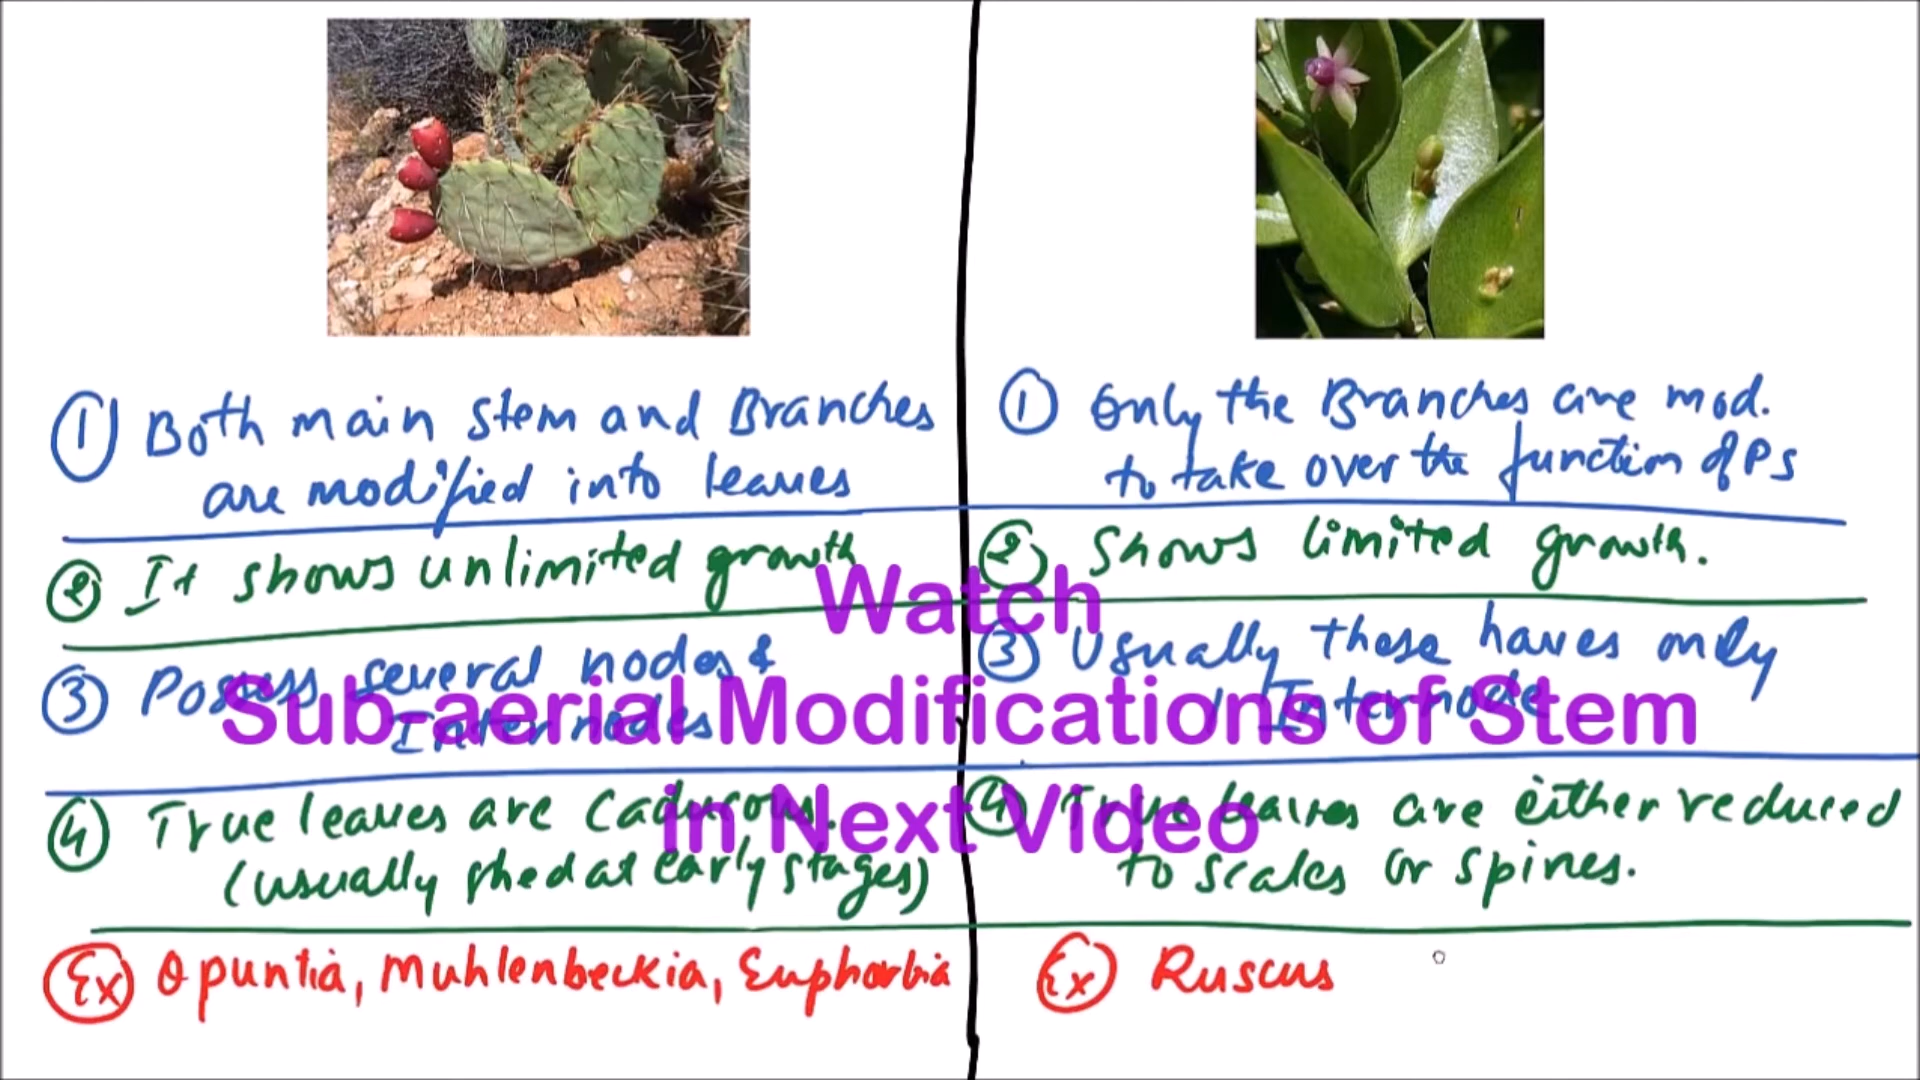 ① Both main stem and Branches
are modified into leaves
② It shows unlimited growth
③ Possess several nodes &
Internodes
④ True leaves are Caducous.
(usually shed at early stages)
Ex Opuntia, Muhlenbeckia, Euphorbia
① Only the Branches are mod.
to take over the function of Ps
② Shows limited growth.
③ Usually these haves only
1 Internode
④ True leaves are either reduced
to scales or spines.
Ex Ruscus
Watch
Sub-aerial Modifications of Stem
in Next Video